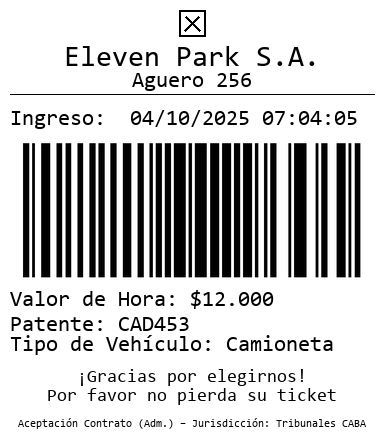 Eleven Park S.A.
Aguero 256
Ingreso: 04/10/2025 07:04:05
Valor de Hora: $12.000
Patente: CAD453
Tipo de Vehículo: Camioneta
¡Gracias por elegirnos!
Por favor no pierda su ticket
Aceptación Contrato (Adm.) – Jurisdicción: Tribunales CABA